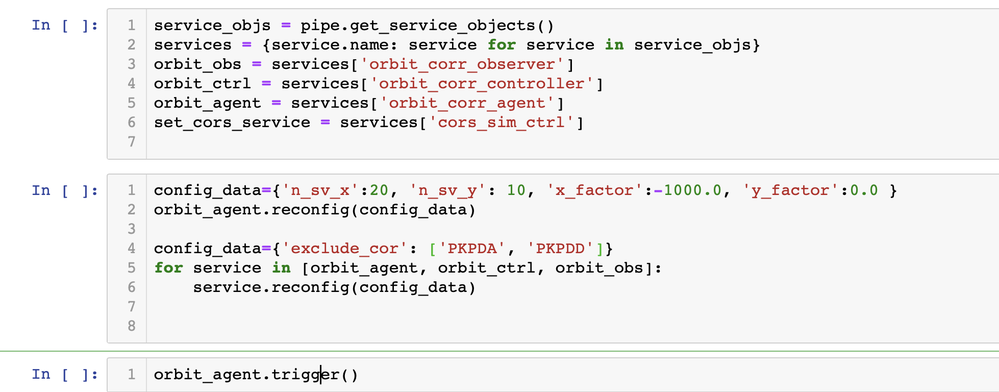 In [ ]:
1 service_objs = pipe.get_service_objects()
2 services = {service.name: service for service in service_objs}
3 orbit_obs = services['orbit_corr_observer']
4 orbit_ctrl = services['orbit_corr_controller']
5 orbit_agent = services['orbit_corr_agent']
6 set_cors_service = services['cors_sim_ctrl']
7
In [ ]:
1 config_data={'n_sv_x':20, 'n_sv_y': 10, 'x_factor':-1000.0, 'y_factor':0.0 }
2 orbit_agent.reconfig(config_data)
3
4 config_data={'exclude_cor': ['PKPDA', 'PKPDD']}
5 for service in [orbit_agent, orbit_ctrl, orbit_obs]:
6     service.reconfig(config_data)
7
8
In [ ]:
1 orbit_agent.trigger()